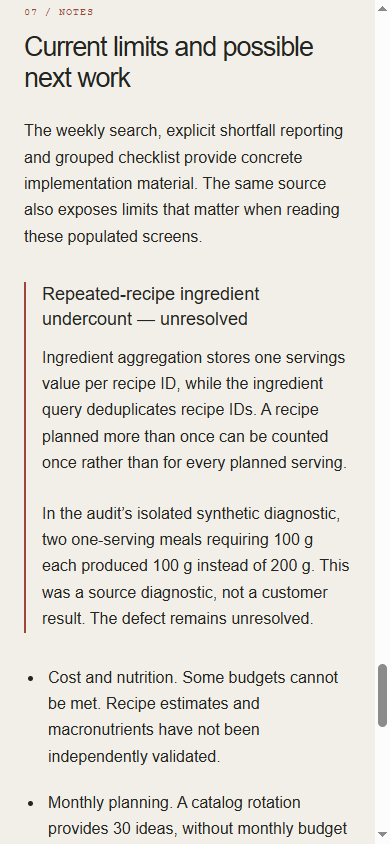 07 / NOTES
Current limits and possible
next work
The weekly search, explicit shortfall reporting
and grouped checklist provide concrete
implementation material. The same source
also exposes limits that matter when reading
these populated screens.
Repeated-recipe ingredient
undercount — unresolved
Ingredient aggregation stores one servings
value per recipe ID, while the ingredient
query deduplicates recipe IDs. A recipe
planned more than once can be counted
once rather than for every planned serving.
In the audit’s isolated synthetic diagnostic,
two one-serving meals requiring 100 g
each produced 100 g instead of 200 g. This
was a source diagnostic, not a customer
result. The defect remains unresolved.
• Cost and nutrition. Some budgets cannot
be met. Recipe estimates and
macronutrients have not been
independently validated.
• Monthly planning. A catalog rotation
provides 30 ideas, without monthly budget